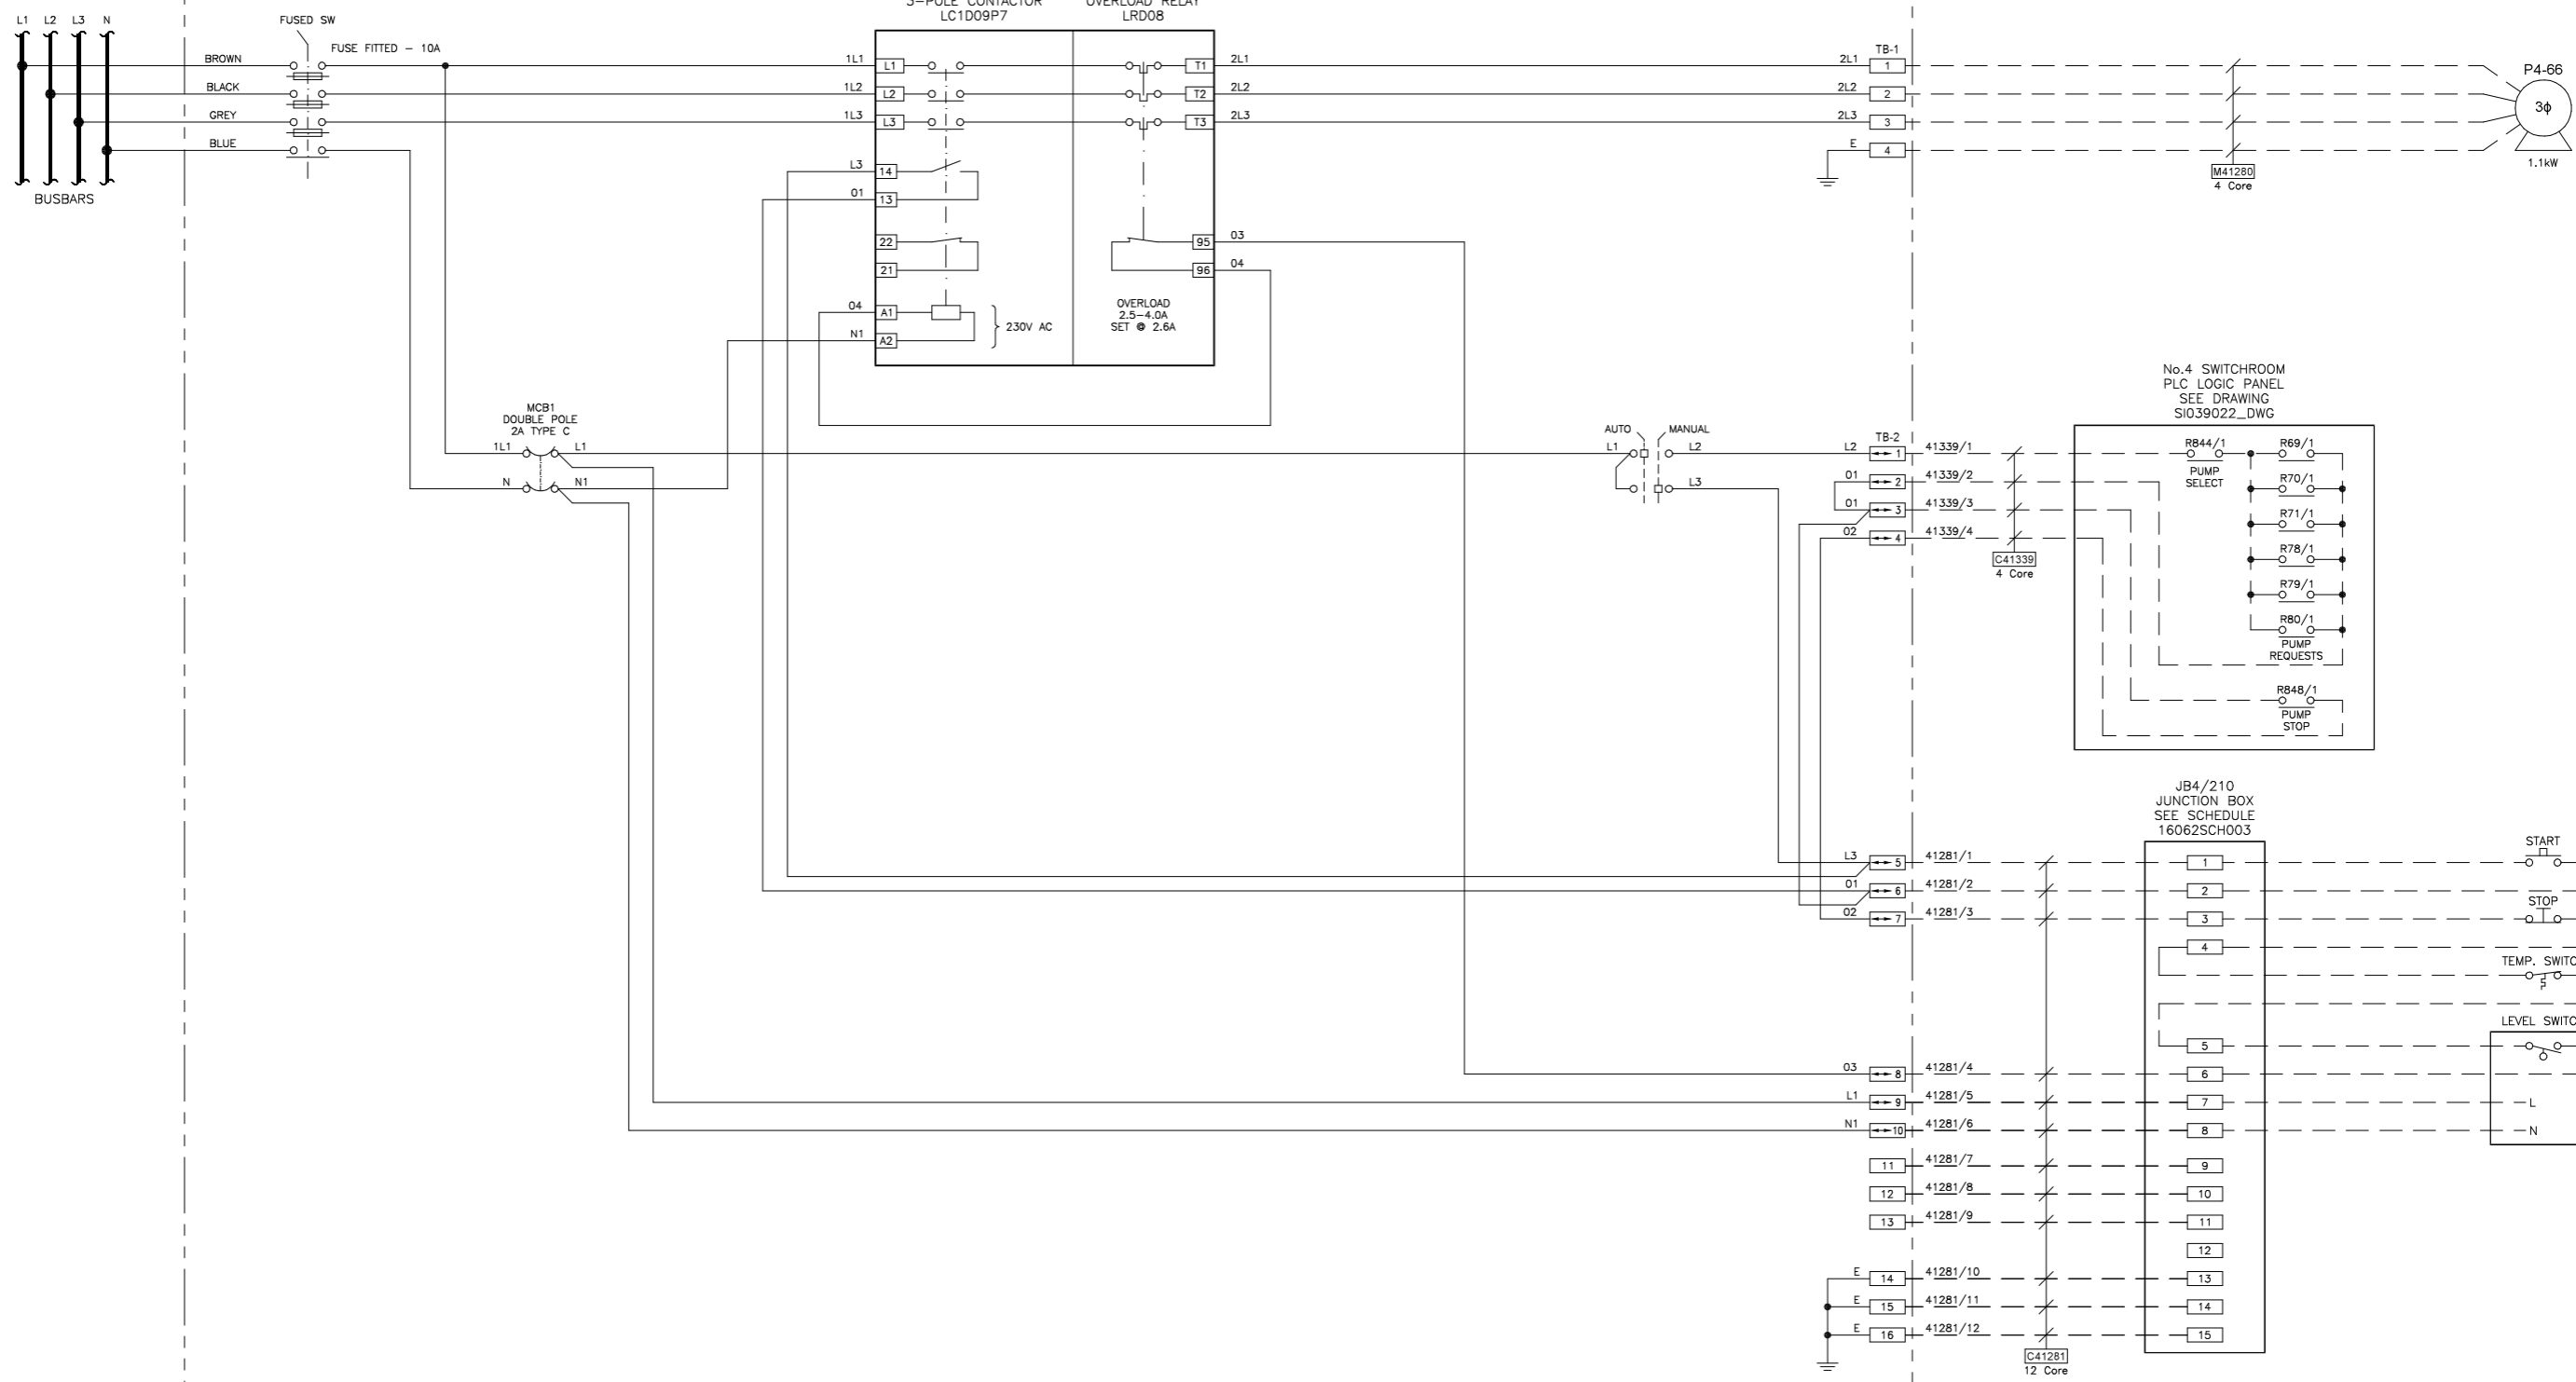 3-POLE CONTACTOR
LC1D09P7
OVERLOAD RELAY
LRD08
L1 L2 L3 N
FUSED SW
FUSE FITTED - 10A
BROWN
BLACK
GREY
BLUE
BUSBARS
1L1 L1
1L2 L2
1L3 L3
L3 14
01 13
22
21
04 A1
N1 A2
230V AC
T1 2L1
T2 2L2
T3 2L3
95 03
96 04
OVERLOAD
2.5-4.0A
SET @ 2.6A
TB-1
2L1 1
2L2 2
2L3 3
E 4
M41280
4 Core
P4-66
3ϕ
1.1kW
MCB1
DOUBLE POLE
2A TYPE C
1L1 L1
N N1
AUTO MANUAL
L1 L2
L3
TB-2
L2 1 41339/1
01 2 41339/2
01 3 41339/3
02 4 41339/4
C41339
4 Core
No.4 SWITCHROOM
PLC LOGIC PANEL
SEE DRAWING
SI039022_DWG
R844/1
PUMP
SELECT
R69/1
R70/1
R71/1
R78/1
R79/1
R80/1
PUMP
REQUESTS
R848/1
PUMP
STOP
JB4/210
JUNCTION BOX
SEE SCHEDULE
16062SCH003
L3 5 41281/1 1
01 6 41281/2 2
02 7 41281/3 3
4
5
03 8 41281/4 6
L1 9 41281/5 7
N1 10 41281/6 8
11 41281/7 9
12 41281/8 10
13 41281/9 11
12
E 14 41281/10 13
E 15 41281/11 14
E 16 41281/12 15
C41281
12 Core
START
STOP
TEMP.
LEVEL
L
N